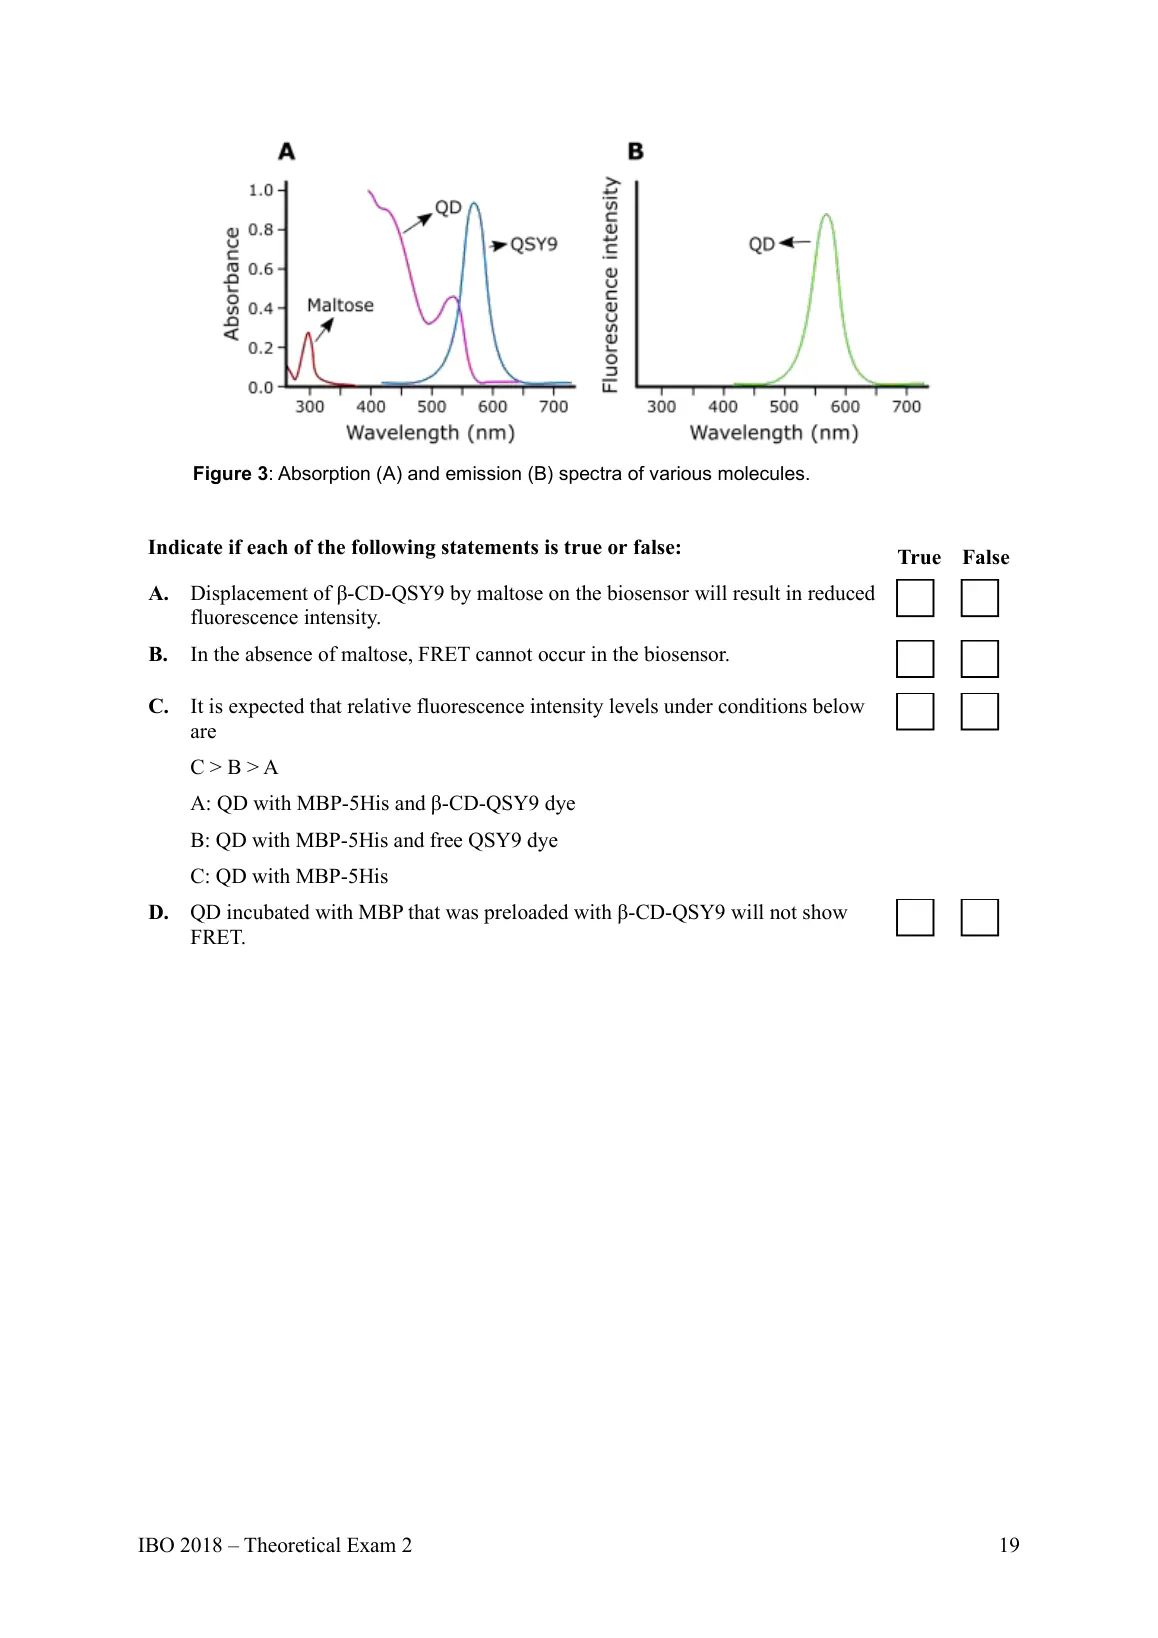 A
B
1.0
0.8
0.6
0.4
0.2
0.0
Absorbance
QD
QSY9
Maltose
300 400 500 600 700
Wavelength (nm)
Fluorescence intensity
QD
300 400 500 600 700
Wavelength (nm)
Figure 3: Absorption (A) and emission (B) spectra of various molecules.
Indicate if each of the following statements is true or false:
True False
A. Displacement of β-CD-QSY9 by maltose on the biosensor will result in reduced
fluorescence intensity.
B. In the absence of maltose, FRET cannot occur in the biosensor.
C. It is expected that relative fluorescence intensity levels under conditions below
are
C > B > A
A: QD with MBP-5His and β-CD-QSY9 dye
B: QD with MBP-5His and free QSY9 dye
C: QD with MBP-5His
D. QD incubated with MBP that was preloaded with β-CD-QSY9 will not show
FRET.
IBO 2018 – Theoretical Exam 2 19